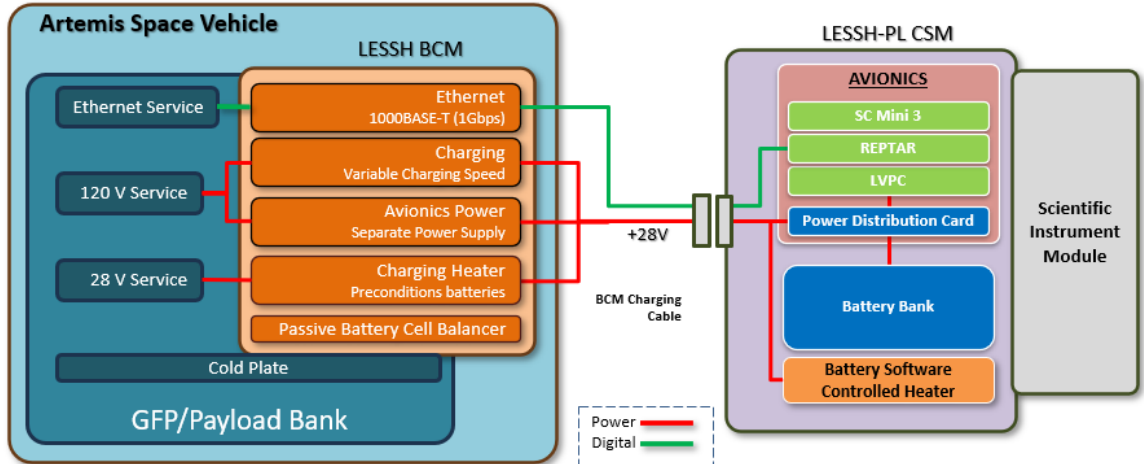 Artemis Space Vehicle
LESSH BCM
Ethernet Service
120 V Service
28 V Service
Ethernet
1000BASE-T (1Gbps)
Charging
Variable Charging Speed
Avionics Power
Separate Power Supply
Charging Heater
Preconditions batteries
Passive Battery Cell Balancer
Cold Plate
GFP/Payload Bank
+28V
BCM Charging
Cable
Power
Digital
LESSH-PL CSM
AVIONICS
SC Mini 3
REPTAR
LVPC
Power Distribution Card
Battery Bank
Battery Software
Controlled Heater
Scientific
Instrument
Module